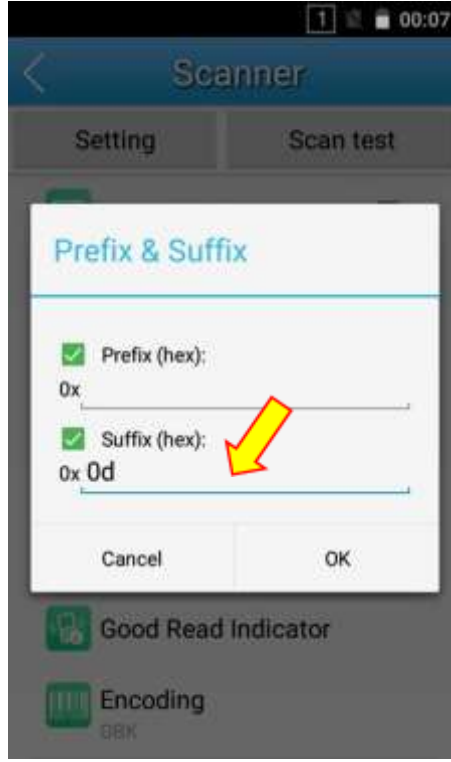 1 00:07
Scanner
Setting Scan test
Prefix & Suffix
Prefix (hex):
0x
Suffix (hex):
0x 0d
Cancel OK
Good Read Indicator
Encoding
GBK